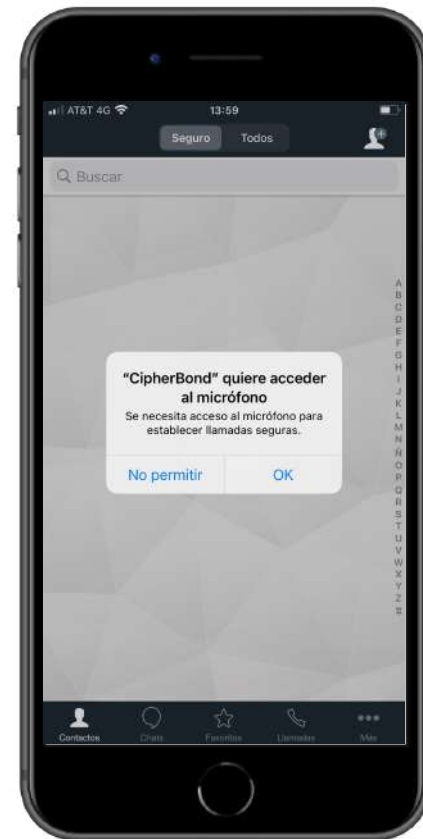 AT&T 4G
13:59
Seguro Todos
Buscar
A
B
C
D
E
F
G
H
I
J
K
L
M
N
Ñ
O
P
Q
R
S
T
U
V
W
X
Y
Z
#
"CipherBond" quiere acceder
al micrófono
Se necesita acceso al micrófono para
establecer llamadas seguras.
No permitir OK
Contactos Chats Favoritos Llamadas Más